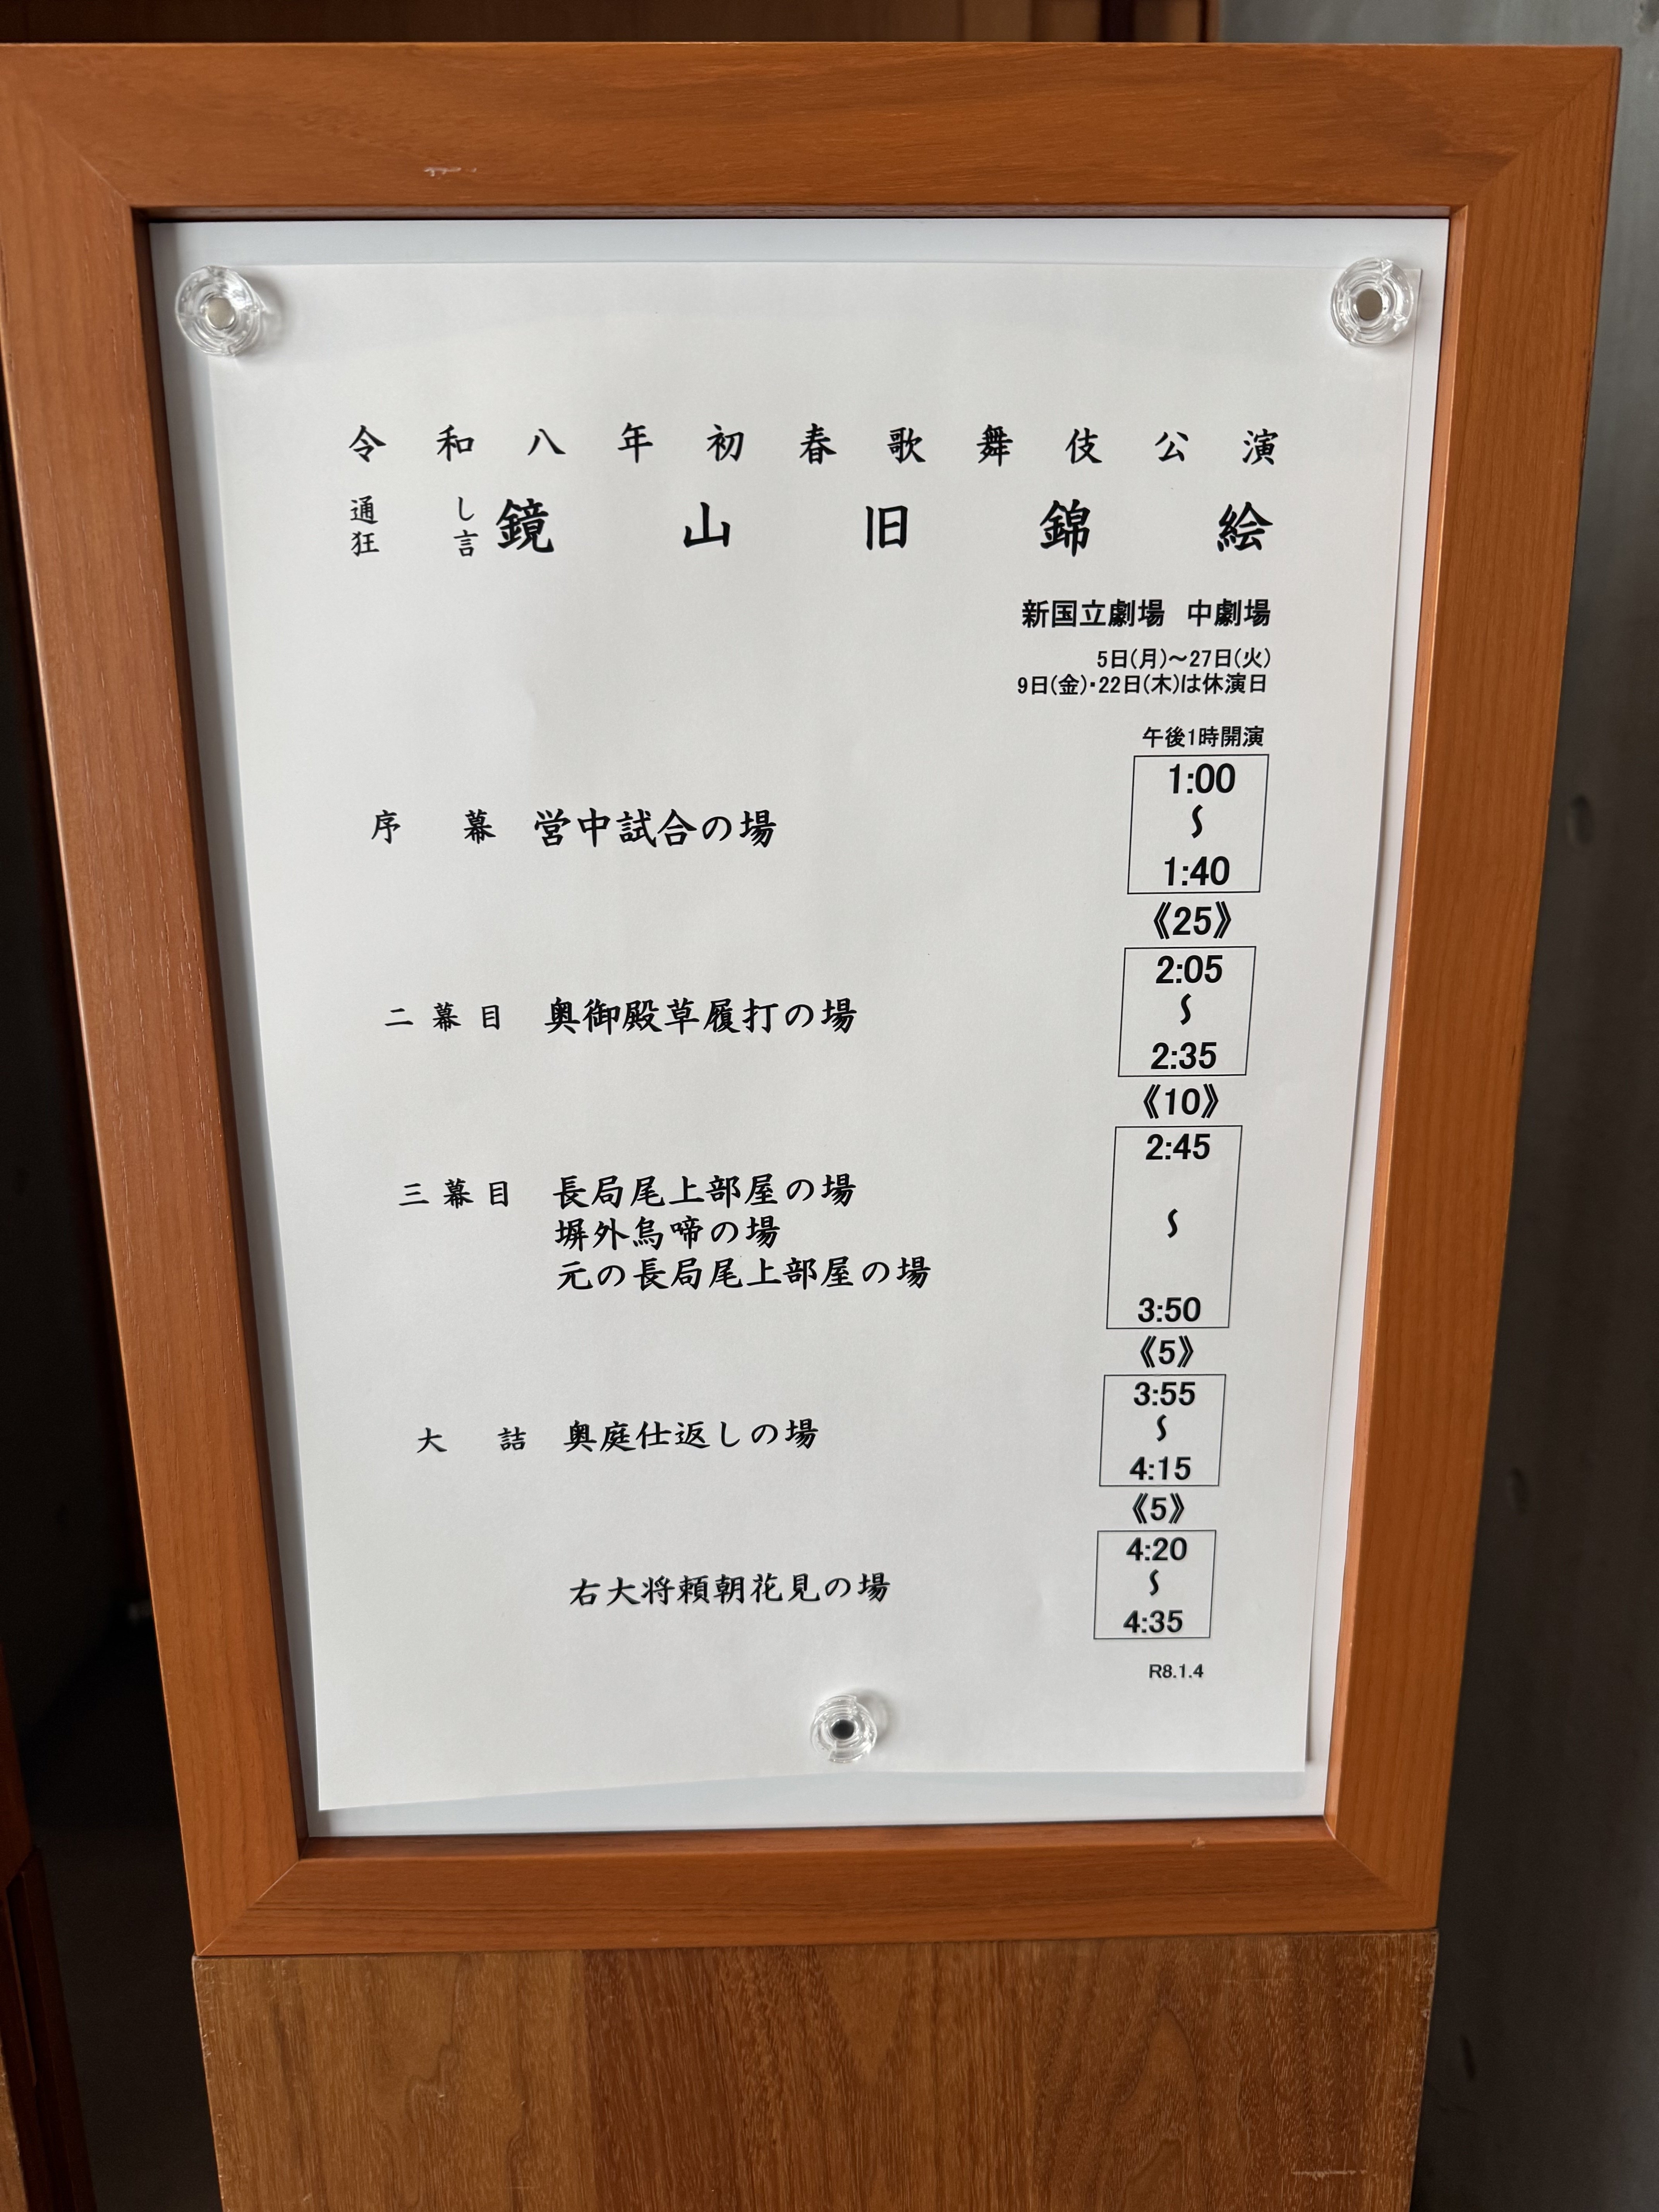 令和八年初春歌舞伎公演
通し狂言 鏡山旧錦絵
新国立劇場 中劇場
5日(月)～27日(火)
9日(金)・22日(木)は休演日
午後1時開演
序幕 営中試合の場 1:00～1:40
《25》
二幕目 奥御殿草履打の場 2:05～2:35
《10》
三幕目 長局尾上部屋の場 2:45～3:50
塀外烏啼の場
元の長局尾上部屋の場
《5》
大詰 奥庭仕返しの場 3:55～4:15
《5》
右大将頼朝花見の場 4:20～4:35
R8.1.4